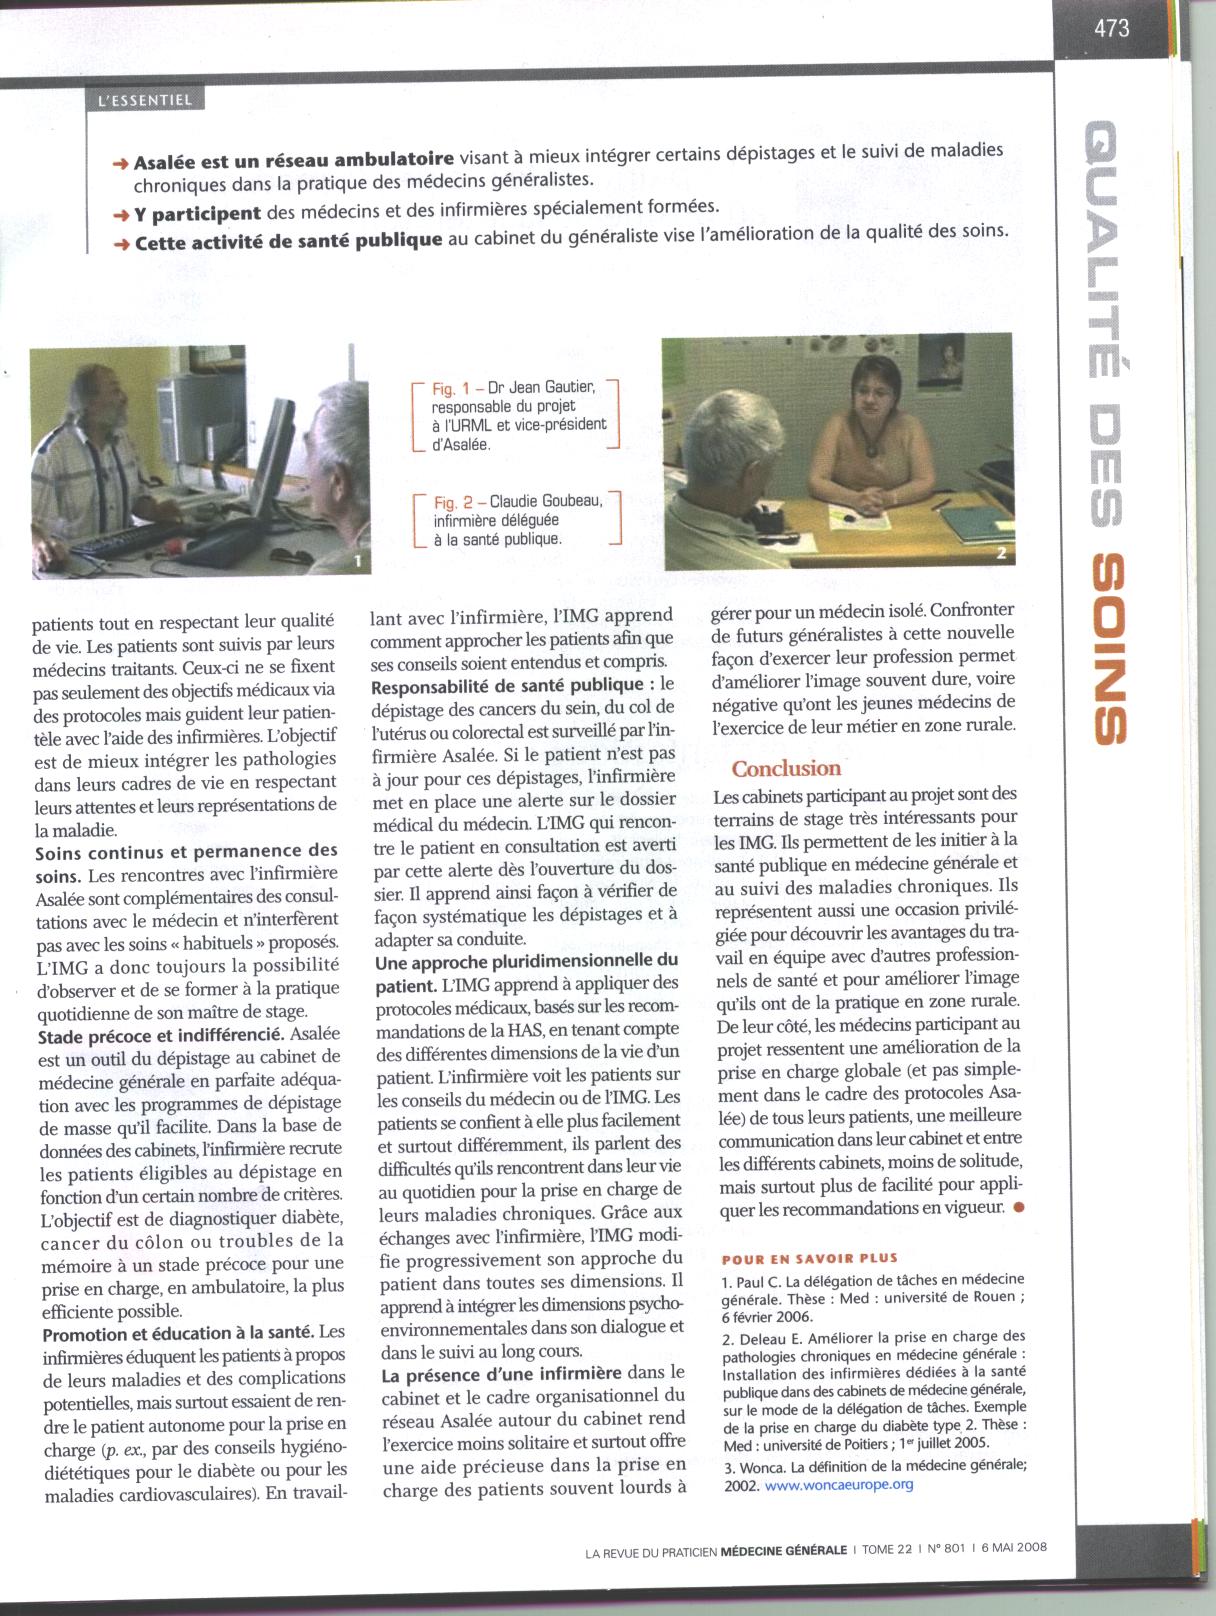 473
QUALITÉ DES SOINS
L'ESSENTIEL
➜ Asalée est un réseau ambulatoire visant à mieux intégrer certains dépistages et le suivi de maladies
chroniques dans la pratique des médecins généralistes.
➜ Y participent des médecins et des infirmières spécialement formées.
➜ Cette activité de santé publique au cabinet du généraliste vise l'amélioration de la qualité des soins.
1
Fig. 1 – Dr Jean Gautier,
responsable du projet
à l'URML et vice-président
d'Asalée.
Fig. 2 – Claudie Goubeau,
infirmière déléguée
à la santé publique.
2
patients tout en respectant leur qualité
de vie. Les patients sont suivis par leurs
médecins traitants. Ceux-ci ne se fixent
pas seulement des objectifs médicaux via
des protocoles mais guident leur patien-
tèle avec l'aide des infirmières. L'objectif
est de mieux intégrer les pathologies
dans leurs cadres de vie en respectant
leurs attentes et leurs représentations de
la maladie.
Soins continus et permanence des
soins. Les rencontres avec l'infirmière
Asalée sont complémentaires des consul-
tations avec le médecin et n'interfèrent
pas avec les soins « habituels » proposés.
L'IMG a donc toujours la possibilité
d'observer et de se former à la pratique
quotidienne de son maître de stage.
Stade précoce et indifférencié. Asalée
est un outil du dépistage au cabinet de
médecine générale en parfaite adéqua-
tion avec les programmes de dépistage
de masse qu'il facilite. Dans la base de
données des cabinets, l'infirmière recrute
les patients éligibles au dépistage en
fonction d'un certain nombre de critères.
L'objectif est de diagnostiquer diabète,
cancer du côlon ou troubles de la
mémoire à un stade précoce pour une
prise en charge, en ambulatoire, la plus
efficiente possible.
Promotion et éducation à la santé. Les
infirmières éduquent les patients à propos
de leurs maladies et des complications
potentielles, mais surtout essaient de ren-
dre le patient autonome pour la prise en
charge (p. ex., par des conseils hygiéno-
diététiques pour le diabète ou pour les
maladies cardiovasculaires). En travail-
lant avec l'infirmière, l'IMG apprend
comment approcher les patients afin que
ses conseils soient entendus et compris.
Responsabilité de santé publique : le
dépistage des cancers du sein, du col de
l'utérus ou colorectal est surveillé par l'in-
firmière Asalée. Si le patient n'est pas
à jour pour ces dépistages, l'infirmière
met en place une alerte sur le dossier
médical du médecin. L'IMG qui rencon-
tre le patient en consultation est averti
par cette alerte dès l'ouverture du dos-
sier. Il apprend ainsi façon à vérifier de
façon systématique les dépistages et à
adapter sa conduite.
Une approche pluridimensionnelle du
patient. L'IMG apprend à appliquer des
protocoles médicaux, basés sur les recom-
mandations de la HAS, en tenant compte
des différentes dimensions de la vie d'un
patient. L'infirmière voit les patients sur
les conseils du médecin ou de l'IMG. Les
patients se confient à elle plus facilement
et surtout différemment, ils parlent des
difficultés qu'ils rencontrent dans leur vie
au quotidien pour la prise en charge de
leurs maladies chroniques. Grâce aux
échanges avec l'infirmière, l'IMG modi-
fie progressivement son approche du
patient dans toutes ses dimensions. Il
apprend à intégrer les dimensions psycho-
environnementales dans son dialogue et
dans le suivi au long cours.
La présence d'une infirmière dans le
cabinet et le cadre organisationnel du
réseau Asalée autour du cabinet rend
l'exercice moins solitaire et surtout offre
une aide précieuse dans la prise en
charge des patients souvent lourds à
gérer pour un médecin isolé. Confronter
de futurs généralistes à cette nouvelle
façon d'exercer leur profession permet
d'améliorer l'image souvent dure, voire
négative qu'ont les jeunes médecins de
l'exercice de leur métier en zone rurale.
Conclusion
Les cabinets participant au projet sont des
terrains de stage très intéressants pour
les IMG. Ils permettent de les initier à la
santé publique en médecine générale et
au suivi des maladies chroniques. Ils
représentent aussi une occasion privilé-
giée pour découvrir les avantages du tra-
vail en équipe avec d'autres profession-
nels de santé et pour améliorer l'image
qu'ils ont de la pratique en zone rurale.
De leur côté, les médecins participant au
projet ressentent une amélioration de la
prise en charge globale (et pas simple-
ment dans le cadre des protocoles Asa-
lée) de tous leurs patients, une meilleure
communication dans leur cabinet et entre
les différents cabinets, moins de solitude,
mais surtout plus de facilité pour appli-
quer les recommandations en vigueur. ●
POUR EN SAVOIR PLUS
1. Paul C. La délégation de tâches en médecine
générale. Thèse : Med : université de Rouen ;
6 février 2006.
2. Deleau E. Améliorer la prise en charge des
pathologies chroniques en médecine générale :
Installation des infirmières dédiées à la santé
publique dans des cabinets de médecine générale,
sur le mode de la délégation de tâches. Exemple
de la prise en charge du diabète type 2. Thèse :
Med : université de Poitiers ; 1er juillet 2005.
3. Wonca. La définition de la médecine générale;
2002. www.woncaeurope.org
LA REVUE DU PRATICIEN MÉDECINE GÉNÉRALE I TOME 22 I N° 801 I 6 MAI 2008